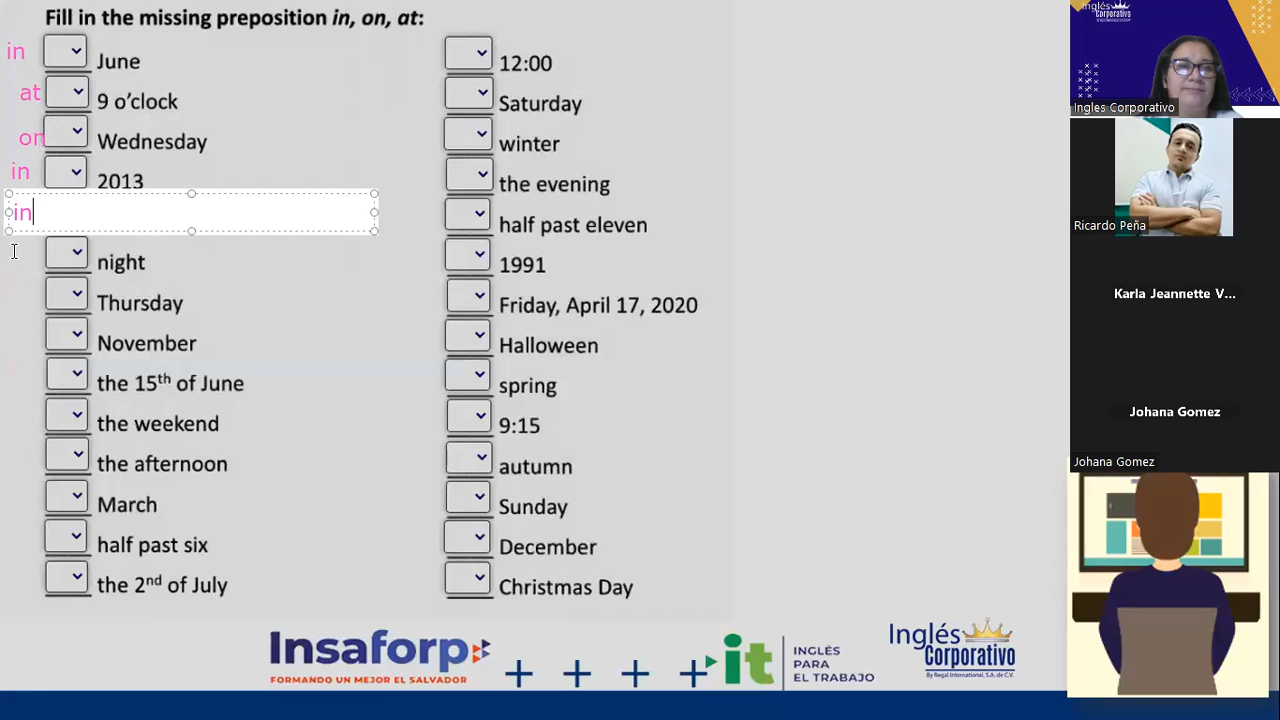 Fill in the missing preposition in, on, at:
in June
at 9 o'clock
on Wednesday
in 2013
in
night
Thursday
November
the 15th of June
the weekend
the afternoon
March
half past six
the 2nd of July
12:00
Saturday
winter
the evening
half past eleven
1991
Friday, April 17, 2020
Halloween
spring
9:15
autumn
Sunday
December
Christmas Day
Insaforp
FORMANDO UN MEJOR EL SALVADOR
it
INGLÉS
PARA
EL TRABAJO
Inglés
Corporativo
By Regal International, S.A. de C.V.
Inglés
Corporativo
Ingles Corporativo
Ricardo Peña
Karla Jeannette V...
Johana Gomez
Johana Gomez